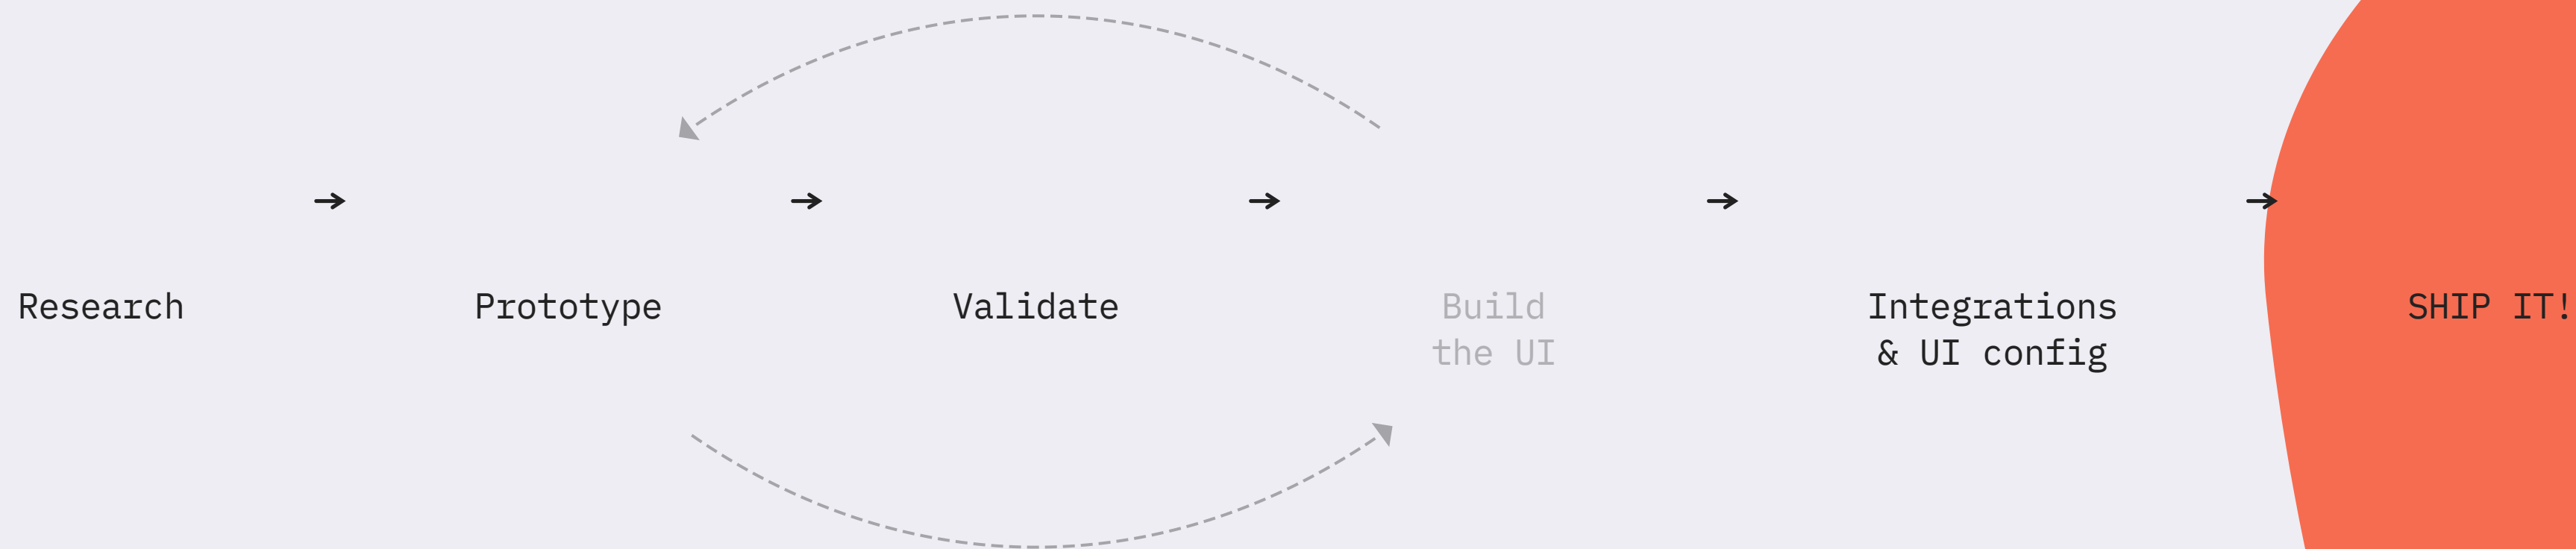 Research
Prototype
Validate
Build
the UI
Integrations
& UI config
SHIP IT!